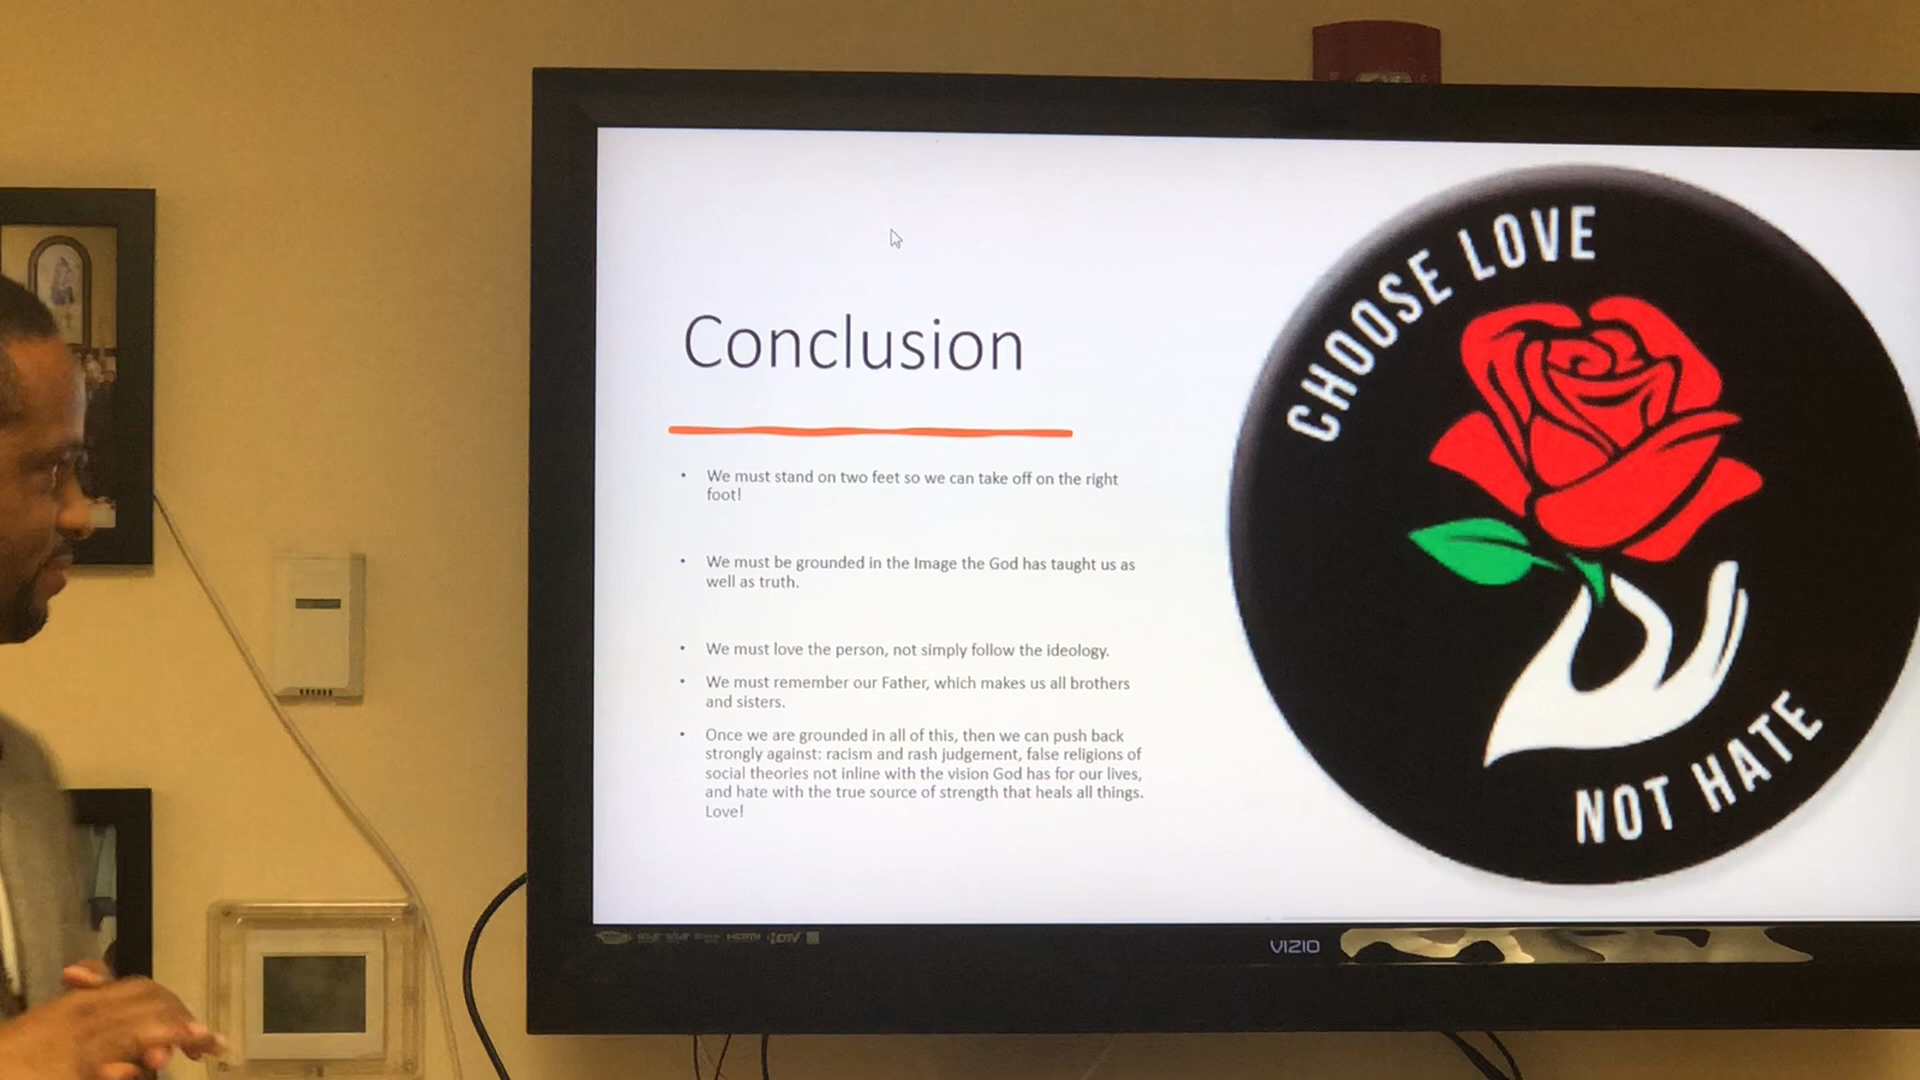 Conclusion
• We must stand on two feet so we can take off on the right
foot!
• We must be grounded in the Image the God has taught us as
well as truth.
• We must love the person, not simply follow the ideology.
• We must remember our Father, which makes us all brothers
and sisters.
• Once we are grounded in all of this, then we can push back
strongly against: racism and rash judgement, false religions of
social theories not inline with the vision God has for our lives,
and hate with the true source of strength that heals all things.
Love!
CHOOSE LOVE
NOT HATE
VIZIO